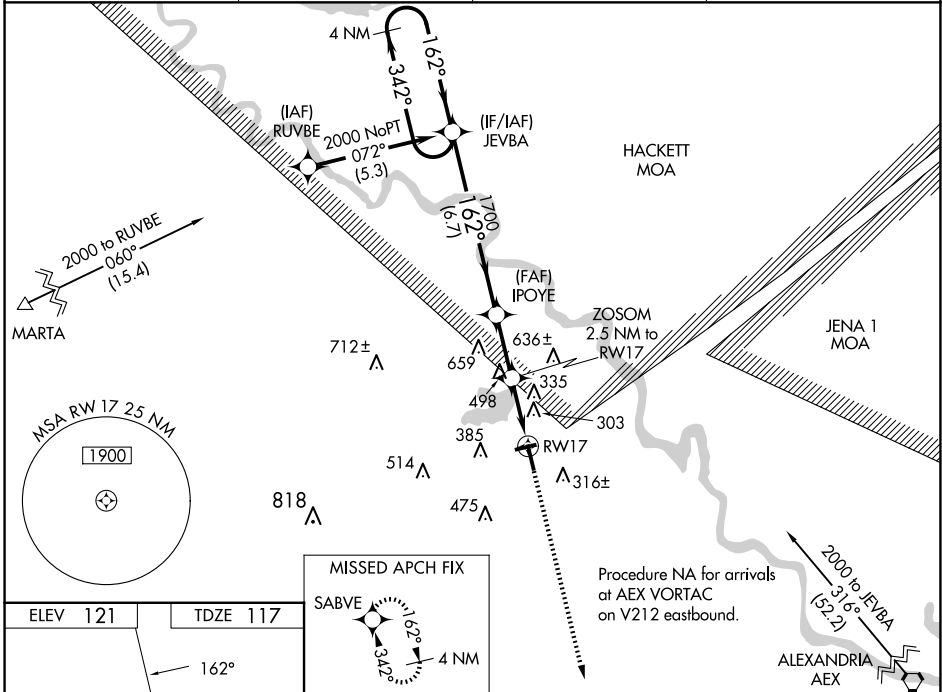 4 NM
162°
342°
(IAF)
RUVBE
2000 NoPT
072°
(5.3)
(IF/IAF)
JEVBA
HACKETT
MOA
1700
162°
(6.7)
2000 to RUVBE
060°
(15.4)
MARTA
(FAF)
IPOYE
ZOSOM
2.5 NM to
RW17
JENA 1
MOA
712±
659
636±
498
335
303
385
RW17
514
316±
818
475
MSA RW 17 25 NM
1900
Procedure NA for arrivals
at AEX VORTAC
on V212 eastbound.
2000 to JEVBA
316°
(52.2)
ALEXANDRIA
AEX
MISSED APCH FIX
SABVE
162°
342°
4 NM
ELEV 121
TDZE 117
162°